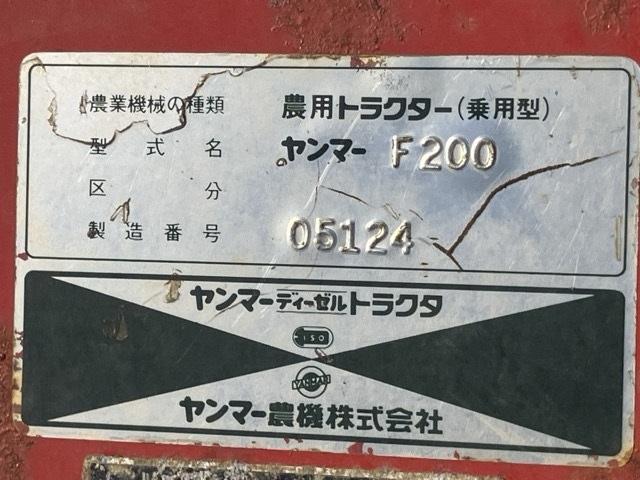 農業機械の種類 農用トラクター(乗用型)
型式名 ヤンマー F200
区分
製造番号 05124
ヤンマーディーゼルトラクタ
YANMAR
ヤンマー農機株式会社